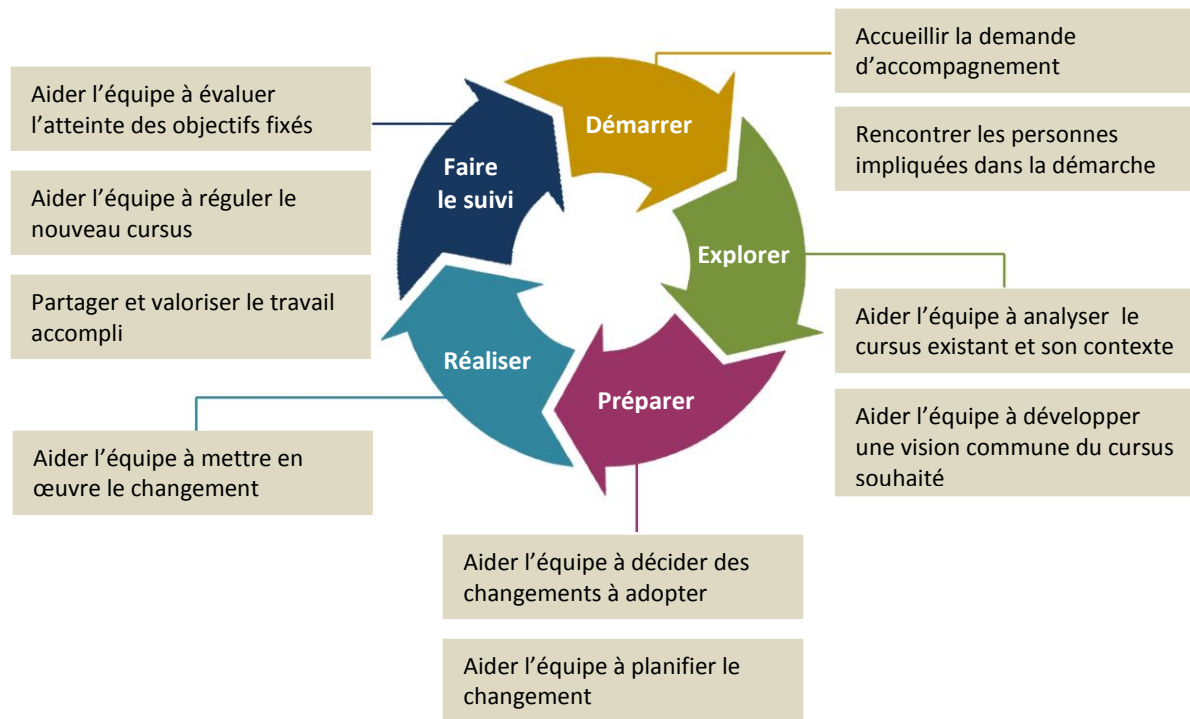 Démarrer
Accueillir la demande
d’accompagnement
Rencontrer les personnes
impliquées dans la démarche
Explorer
Aider l’équipe à analyser le
cursus existant et son contexte
Aider l’équipe à développer
une vision commune du cursus
souhaité
Préparer
Aider l’équipe à décider des
changements à adopter
Aider l’équipe à planifier le
changement
Réaliser
Aider l’équipe à mettre en
œuvre le changement
Faire
le suivi
Aider l’équipe à évaluer
l’atteinte des objectifs fixés
Aider l’équipe à réguler le
nouveau cursus
Partager et valoriser le travail
accompli